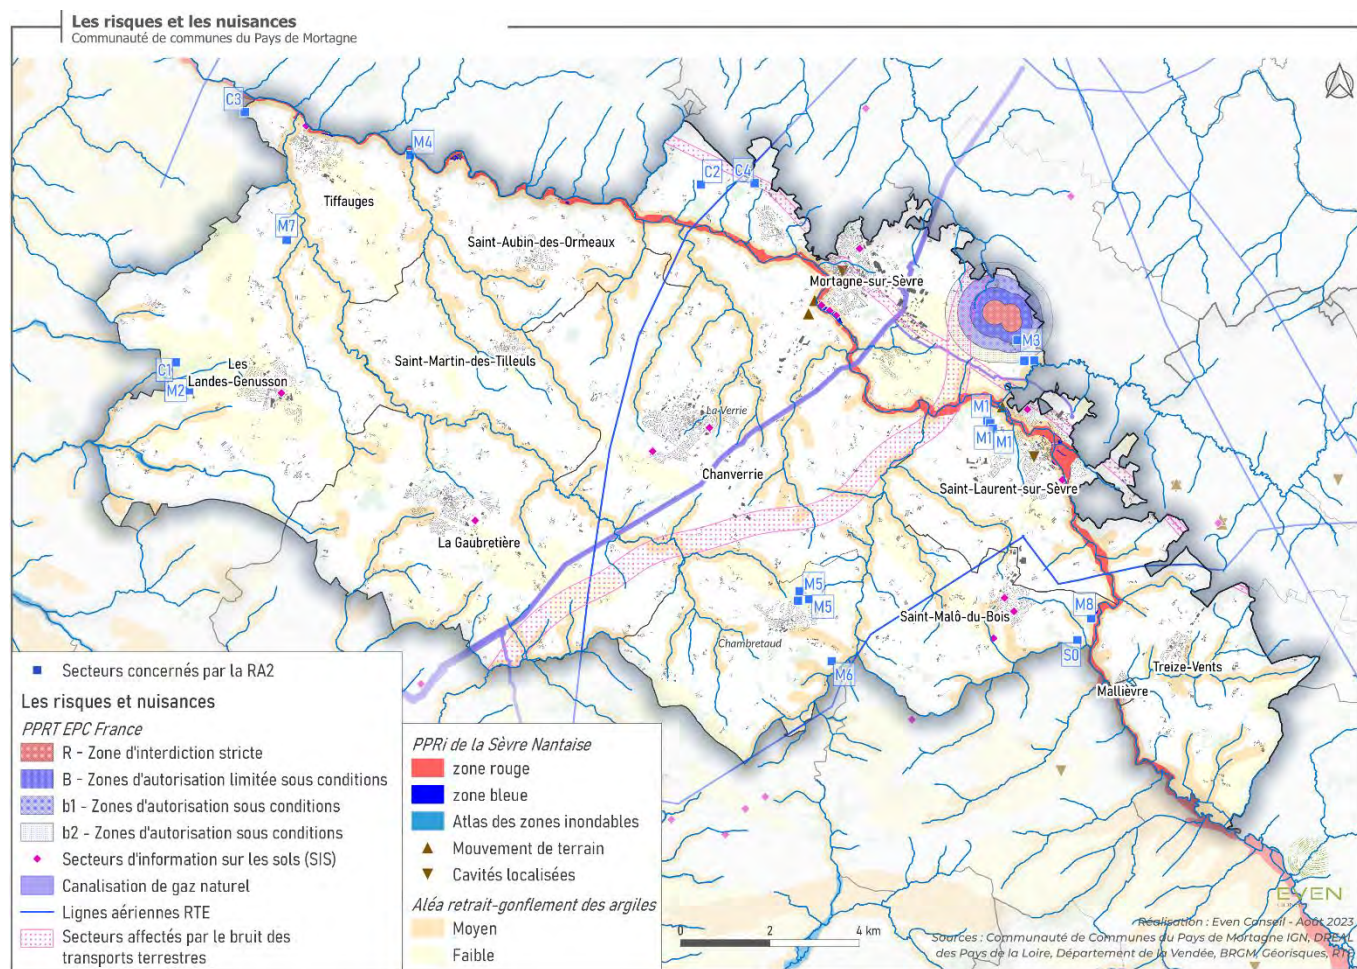 Les risques et les nuisances
Communauté de communes du Pays de Mortagne
C3
M4
C2
C4
Tiffauges
M7
Saint-Aubin-des-Ormeaux
Mortagne-sur-Sèvre
M3
Saint-Martin-des-Tilleuls
C1
Les
Landes-Genusson
M2
La Verrie
M1
M1
M1
Chanverrie
Saint-Laurent-sur-Sèvre
La Gaubretière
M5
M5
M8
Saint-Malô-du-Bois
Chambretaud
S0
M6
Treize-Vents
Mallièvre
Secteurs concernés par la RA2
Les risques et nuisances
PPRT EPC France
R - Zone d'interdiction stricte
B - Zones d'autorisation limitée sous conditions
b1 - Zones d'autorisation sous conditions
b2 - Zones d'autorisation sous conditions
Secteurs d'information sur les sols (SIS)
Canalisation de gaz naturel
Lignes aériennes RTE
Secteurs affectés par le bruit des
transports terrestres
PPRi de la Sèvre Nantaise
zone rouge
zone bleue
Atlas des zones inondables
Mouvement de terrain
Cavités localisées
Aléa retrait-gonflement des argiles
Moyen
Faible
0 2 4 km
EVEN
Réalisation : Even Conseil - Août 2023
Sources : Communauté de Communes du Pays de Mortagne IGN, DREAL
des Pays de la Loire, Département de la Vendée, BRGM, Géorisques, RTE